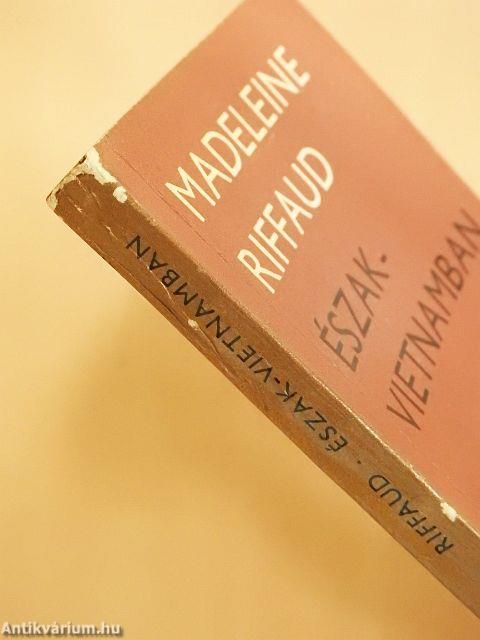 MADELEINE
RIFFAUD
ÉSZAK-
VIETNAMBAN
RIFFAUD · ÉSZAK-VIETNAMBAN
Antikvárium.hu